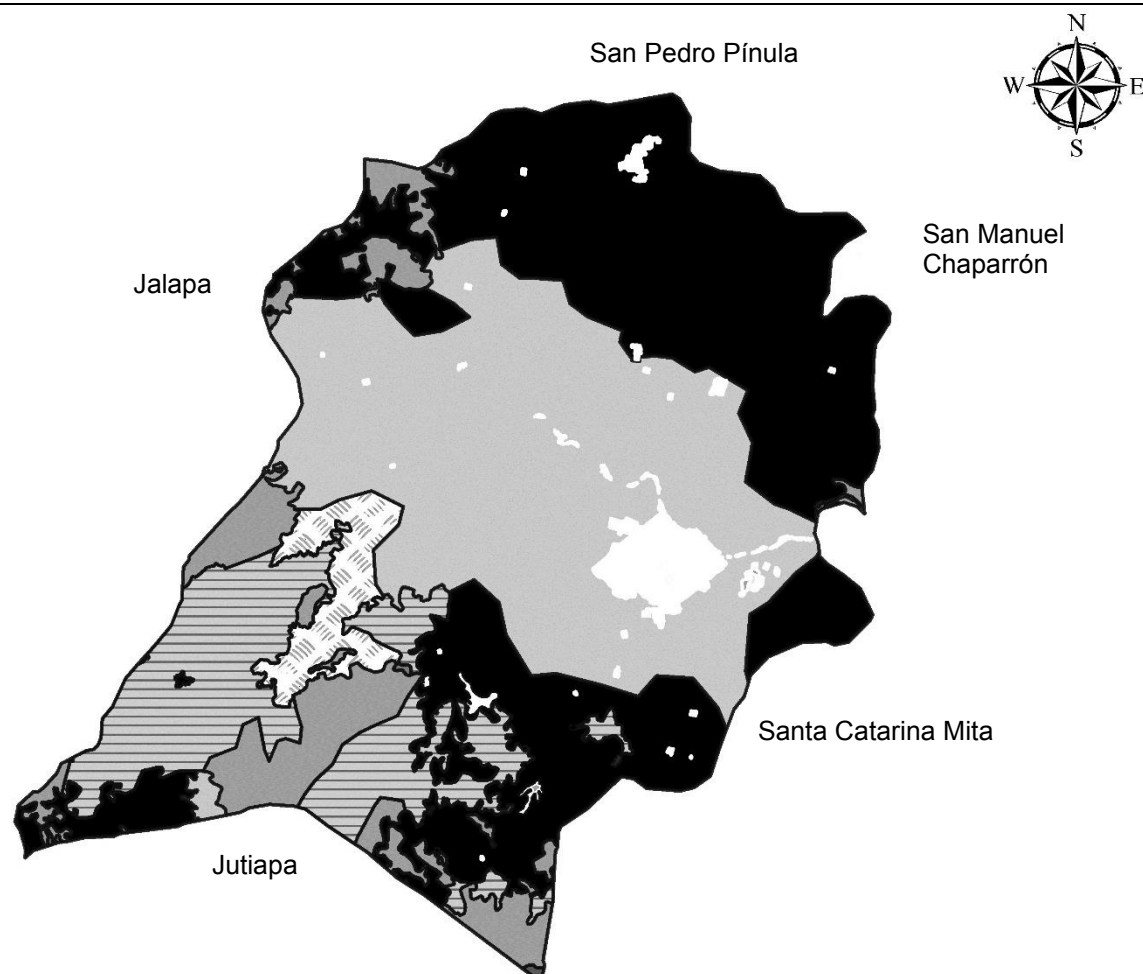 San Pedro Pínula
N
W
E
S
San Manuel
Chaparrón
Jalapa
Santa Catarina Mita
Jutiapa